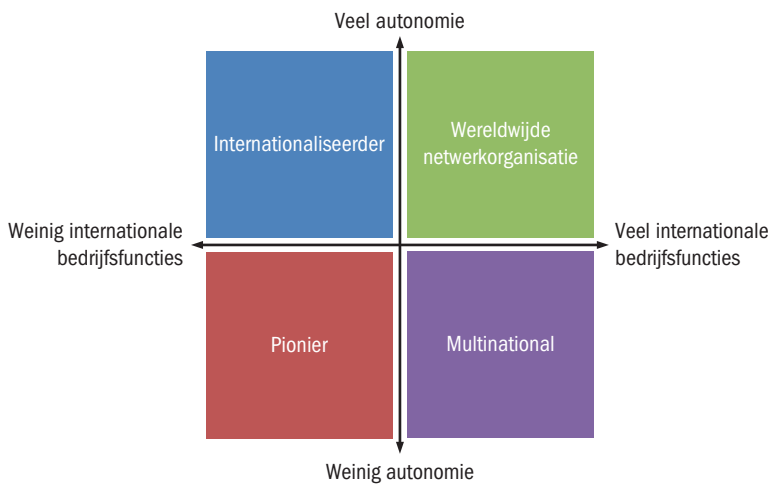 Veel autonomie
Internationaliseerder
Wereldwijde
netwerkorganisatie
Weinig internationale
bedrijfsfuncties
Veel internationale
bedrijfsfuncties
Pionier
Multinational
Weinig autonomie